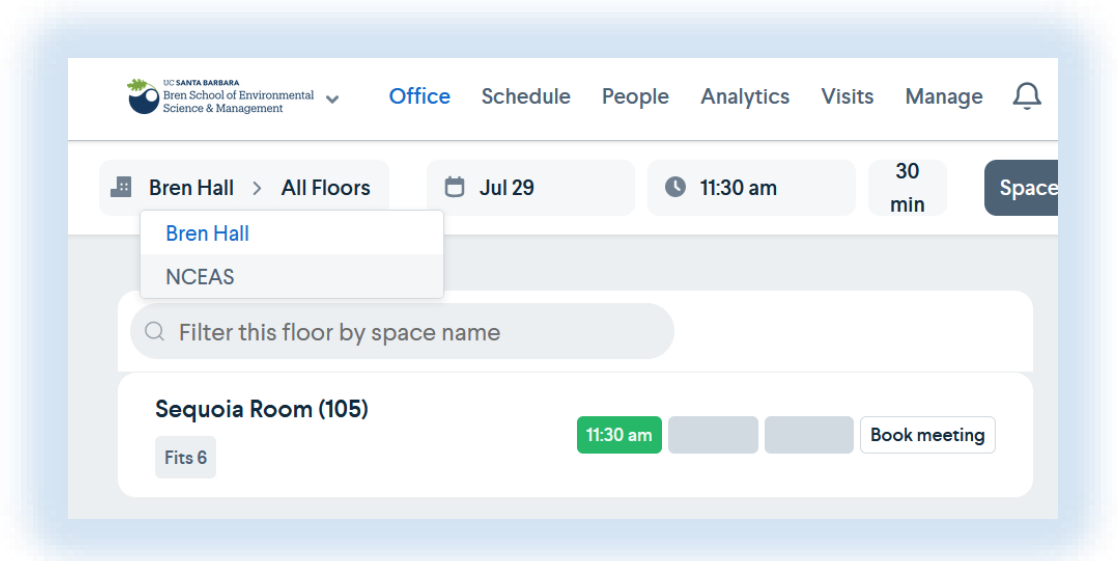 UC SANTA BARBARA
Bren School of Environmental
Science & Management
Office Schedule People Analytics Visits Manage
Bren Hall > All Floors
Jul 29
11:30 am
30
min
Space
Bren Hall
NCEAS
Filter this floor by space name
Sequoia Room (105)
Fits 6
11:30 am
Book meeting